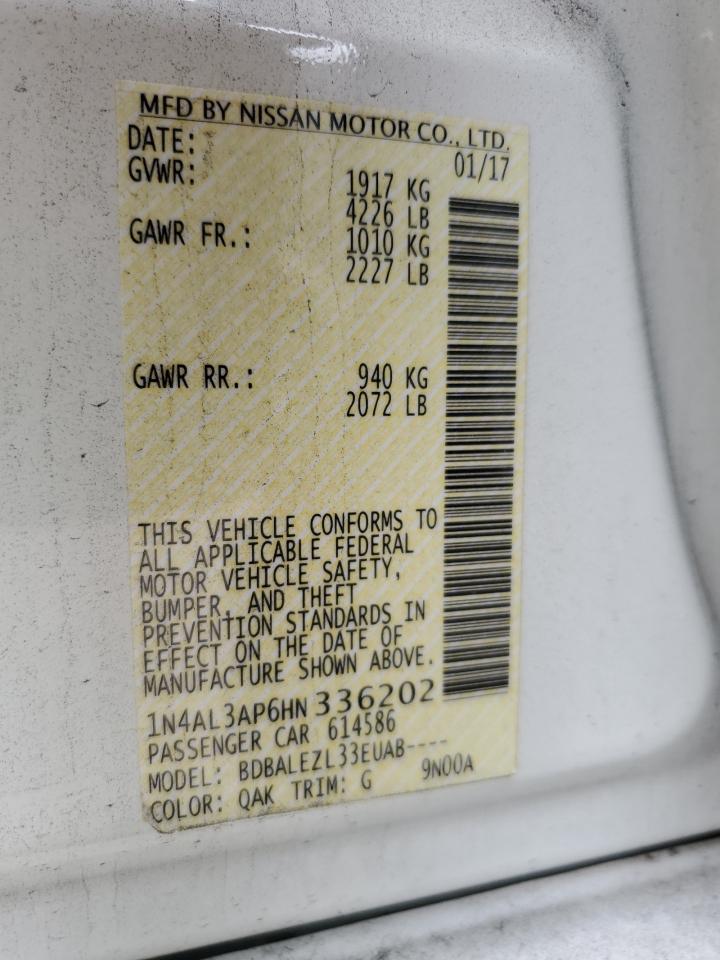 MFD BY NISSAN MOTOR CO., LTD.
DATE: 01/17
GVWR: 1917 KG
4226 LB
GAWR FR.: 1010 KG
2227 LB
GAWR RR.: 940 KG
2072 LB
THIS VEHICLE CONFORMS TO
ALL APPLICABLE FEDERAL
MOTOR VEHICLE SAFETY,
BUMPER, AND THEFT
PREVENTION STANDARDS IN
EFFECT ON THE DATE OF
MANUFACTURE SHOWN ABOVE.
1N4AL3AP6HN336202
PASSENGER CAR 614586
MODEL: BDBALEZL33EUAB----
COLOR: QAK TRIM: G 9N00A